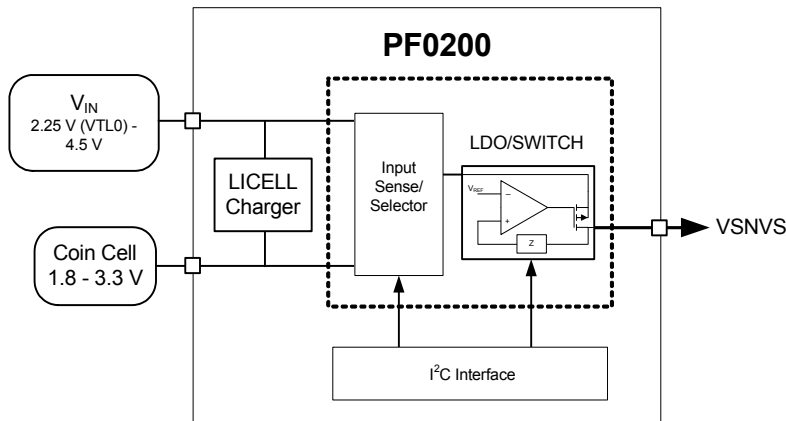 PF0200
VIN
2.25 V (VTL0) -
4.5 V
LICELL
Charger
Coin Cell
1.8 - 3.3 V
Input
Sense/
Selector
LDO/SWITCH
VREF
−
+
Z
VSNVS
I²C Interface